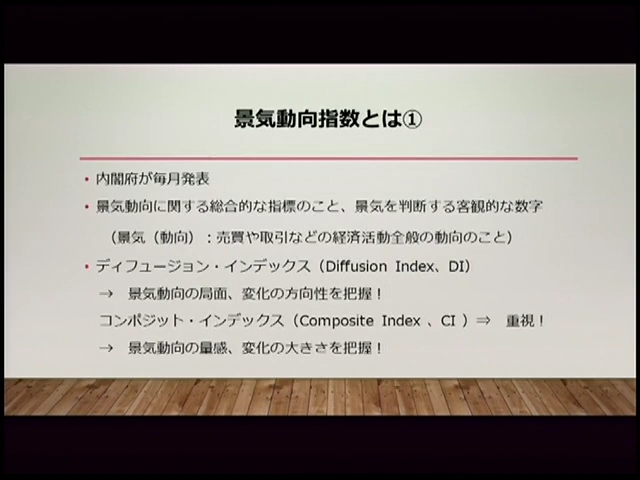 景気動向指数とは①
• 内閣府が毎月発表
• 景気動向に関する総合的な指標のこと、景気を判断する客観的な数字
（景気（動向）：売買や取引などの経済活動全般の動向のこと）
• ディフュージョン・インデックス（Diffusion Index、DI）
→ 景気動向の局面、変化の方向性を把握！
コンポジット・インデックス（Composite Index 、CI ）⇒ 重視！
→ 景気動向の量感、変化の大きさを把握！